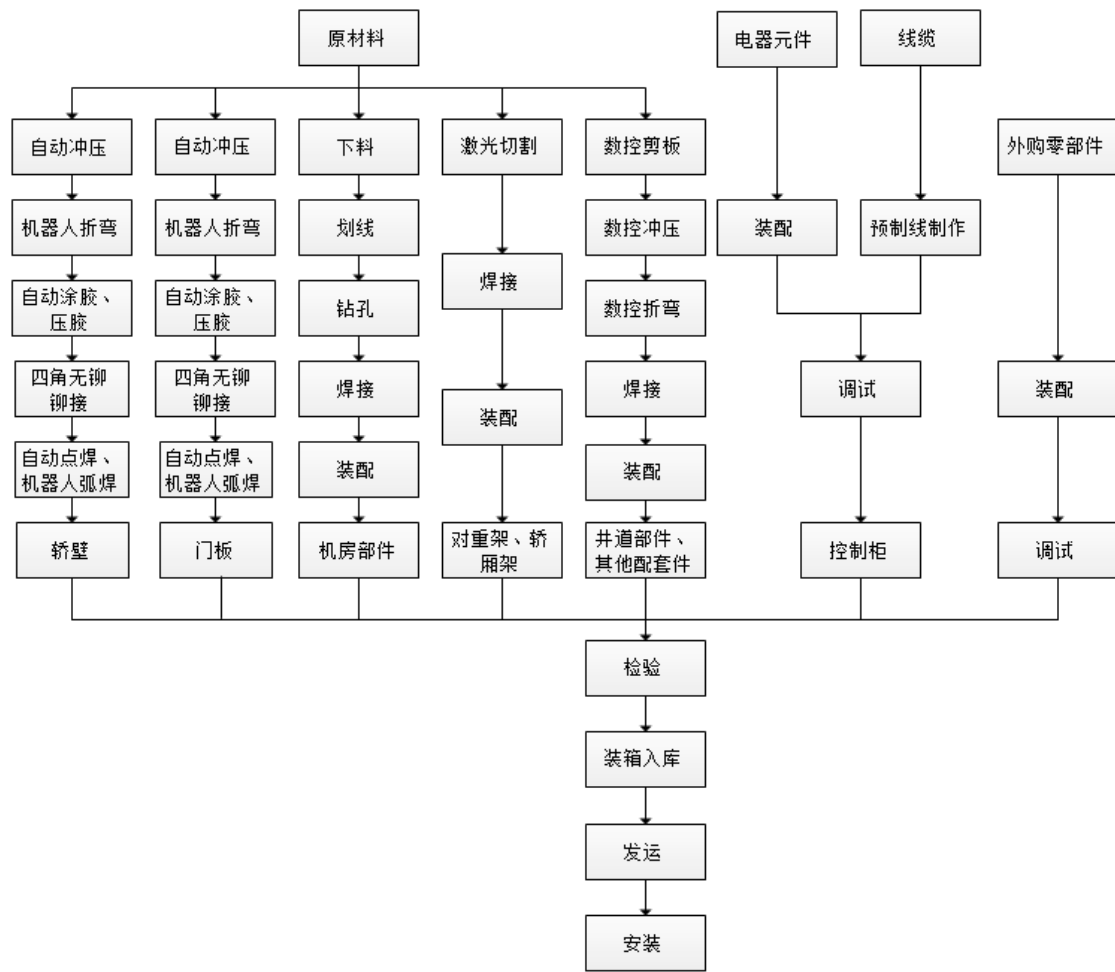 原材料
电器元件
线缆
自动冲压
自动冲压
下料
激光切割
数控剪板
外购零部件
机器人折弯
机器人折弯
划线
数控冲压
装配
预制线制作
焊接
自动涂胶、
压胶
自动涂胶、
压胶
钻孔
数控折弯
四角无铆
铆接
四角无铆
铆接
焊接
装配
焊接
调试
装配
自动点焊、
机器人弧焊
自动点焊、
机器人弧焊
装配
装配
轿壁
门板
机房部件
对重架、轿
厢架
井道部件、
其他配套件
控制柜
调试
检验
装箱入库
发运
安装